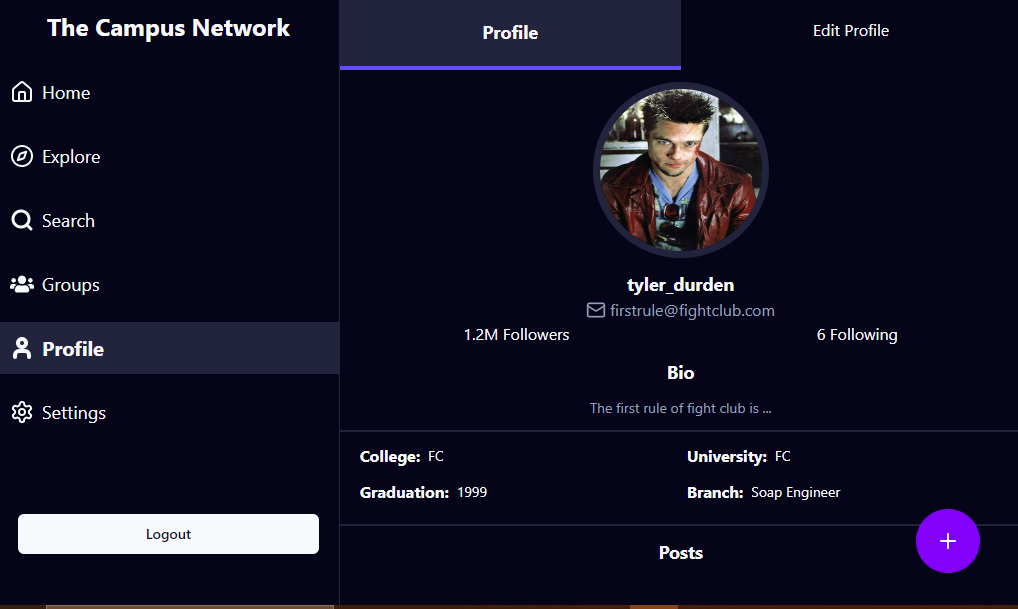 The Campus Network
Home
Explore
Search
Groups
Profile
Settings
Logout
Profile
Edit Profile
tyler_durden
firstrule@fightclub.com
1.2M Followers
6 Following
Bio
The first rule of fight club is ...
College: FC
University: FC
Graduation: 1999
Branch: Soap Engineer
Posts
+